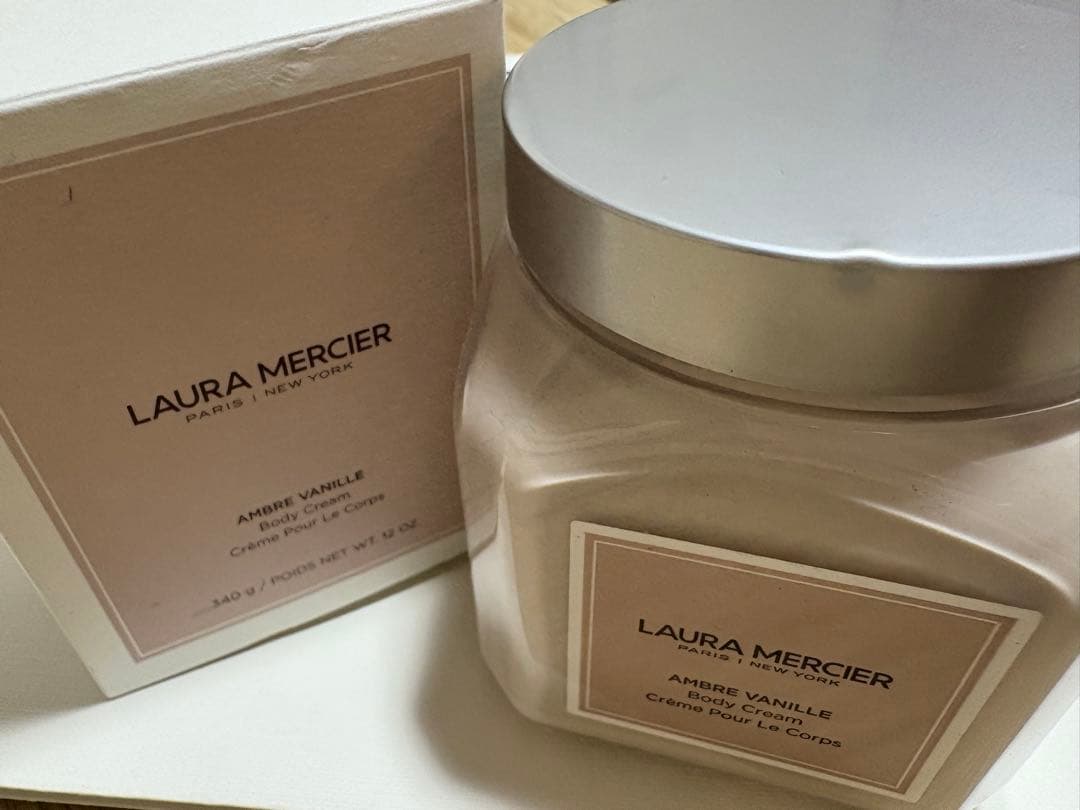 LAURA MERCIER
PARIS | NEW YORK
AMBRE VANILLE
Body Cream
Crème Pour Le Corps
340 g / POIDS NET WT. 12 OZ
LAURA MERCIER
PARIS | NEW YORK
AMBRE VANILLE
Body Cream
Crème Pour Le Corps